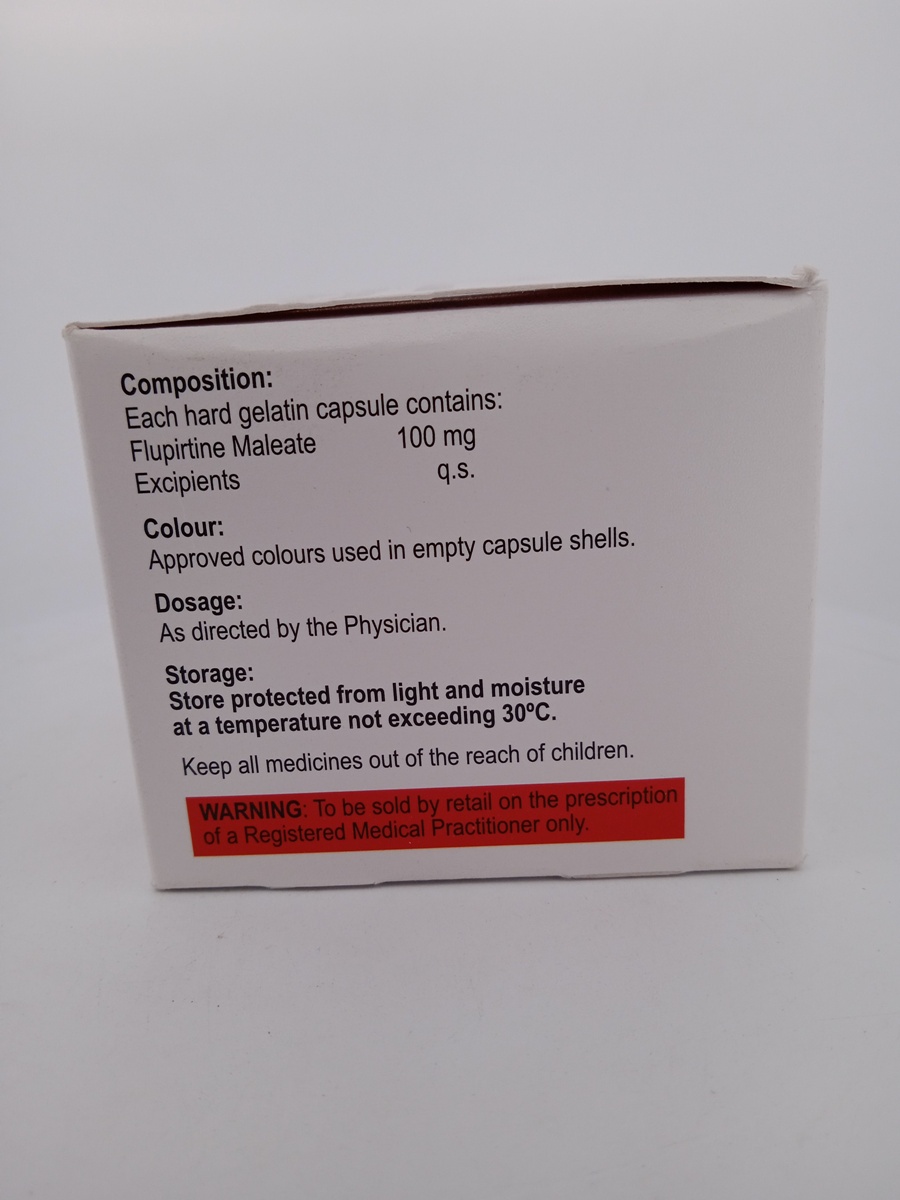 Composition:
Each hard gelatin capsule contains:
Flupirtine Maleate 100 mg
Excipients q.s.
Colour:
Approved colours used in empty capsule shells.
Dosage:
As directed by the Physician.
Storage:
Store protected from light and moisture
at a temperature not exceeding 30ºC.
Keep all medicines out of the reach of children.
WARNING: To be sold by retail on the prescription
of a Registered Medical Practitioner only.